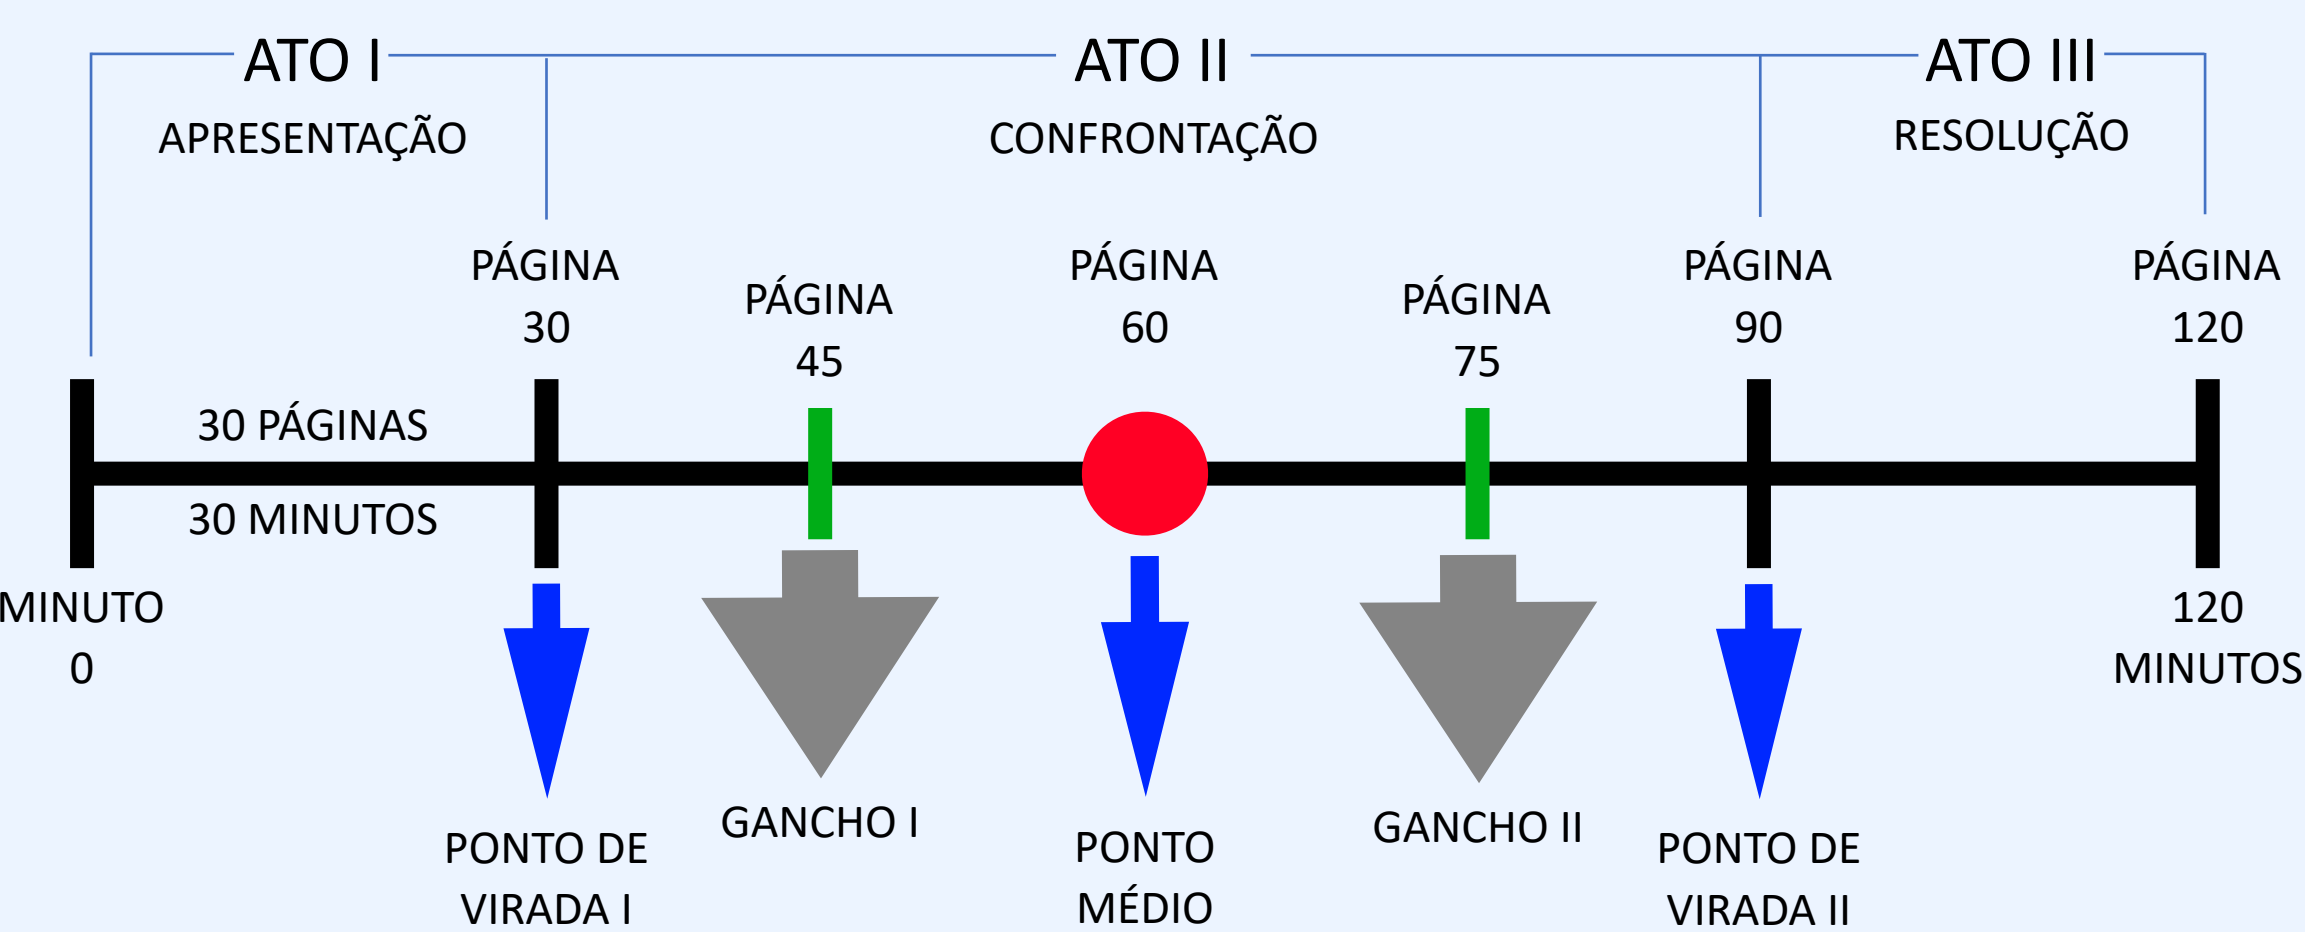 ATO I
ATO II
ATO III
APRESENTAÇÃO
CONFRONTAÇÃO
RESOLUÇÃO
PÁGINA
30
PÁGINA
45
PÁGINA
60
PÁGINA
75
PÁGINA
90
PÁGINA
120
30 PÁGINAS
30 MINUTOS
MINUTO
0
120
MINUTOS
PONTO DE
VIRADA I
GANCHO I
PONTO
MÉDIO
GANCHO II
PONTO DE
VIRADA II